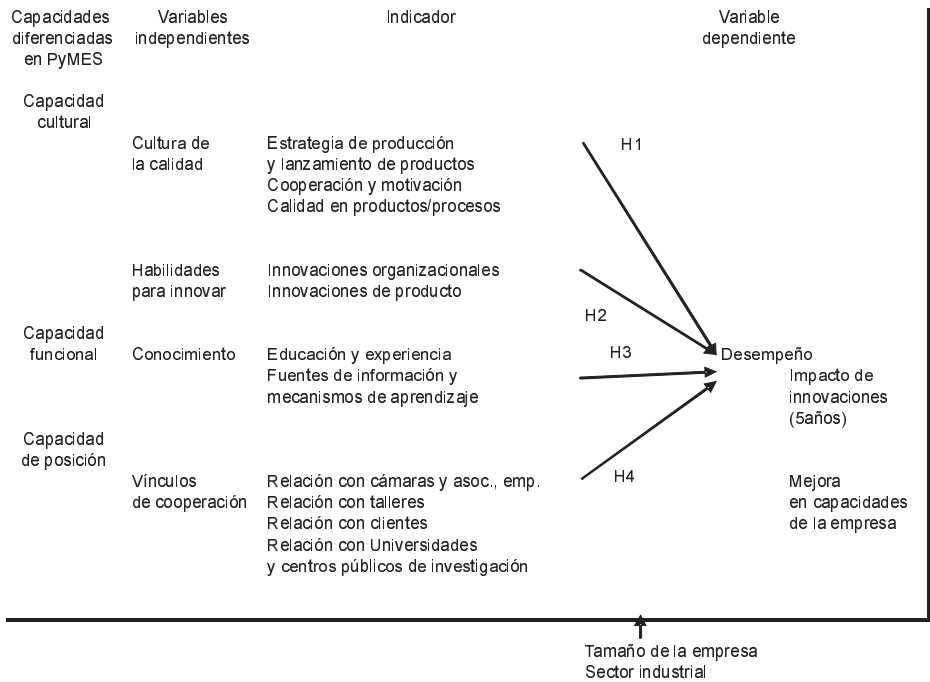 Capacidades
diferenciadas
en PyMES
Variables
independientes
Indicador
Variable
dependiente
Capacidad
cultural
Cultura de
la calidad
Estrategia de producción
y lanzamiento de productos
Cooperación y motivación
Calidad en productos/procesos
H1
Habilidades
para innovar
Innovaciones organizacionales
Innovaciones de producto
H2
Capacidad
funcional
Conocimiento
Educación y experiencia
Fuentes de información y
mecanismos de aprendizaje
H3
Desempeño
Impacto de
innovaciones
(5años)
Capacidad
de posición
Vínculos
de cooperación
Relación con cámaras y asoc., emp.
Relación con talleres
Relación con clientes
Relación con Universidades
y centros públicos de investigación
H4
Mejora
en capacidades
de la empresa
Tamaño de la empresa
Sector industrial